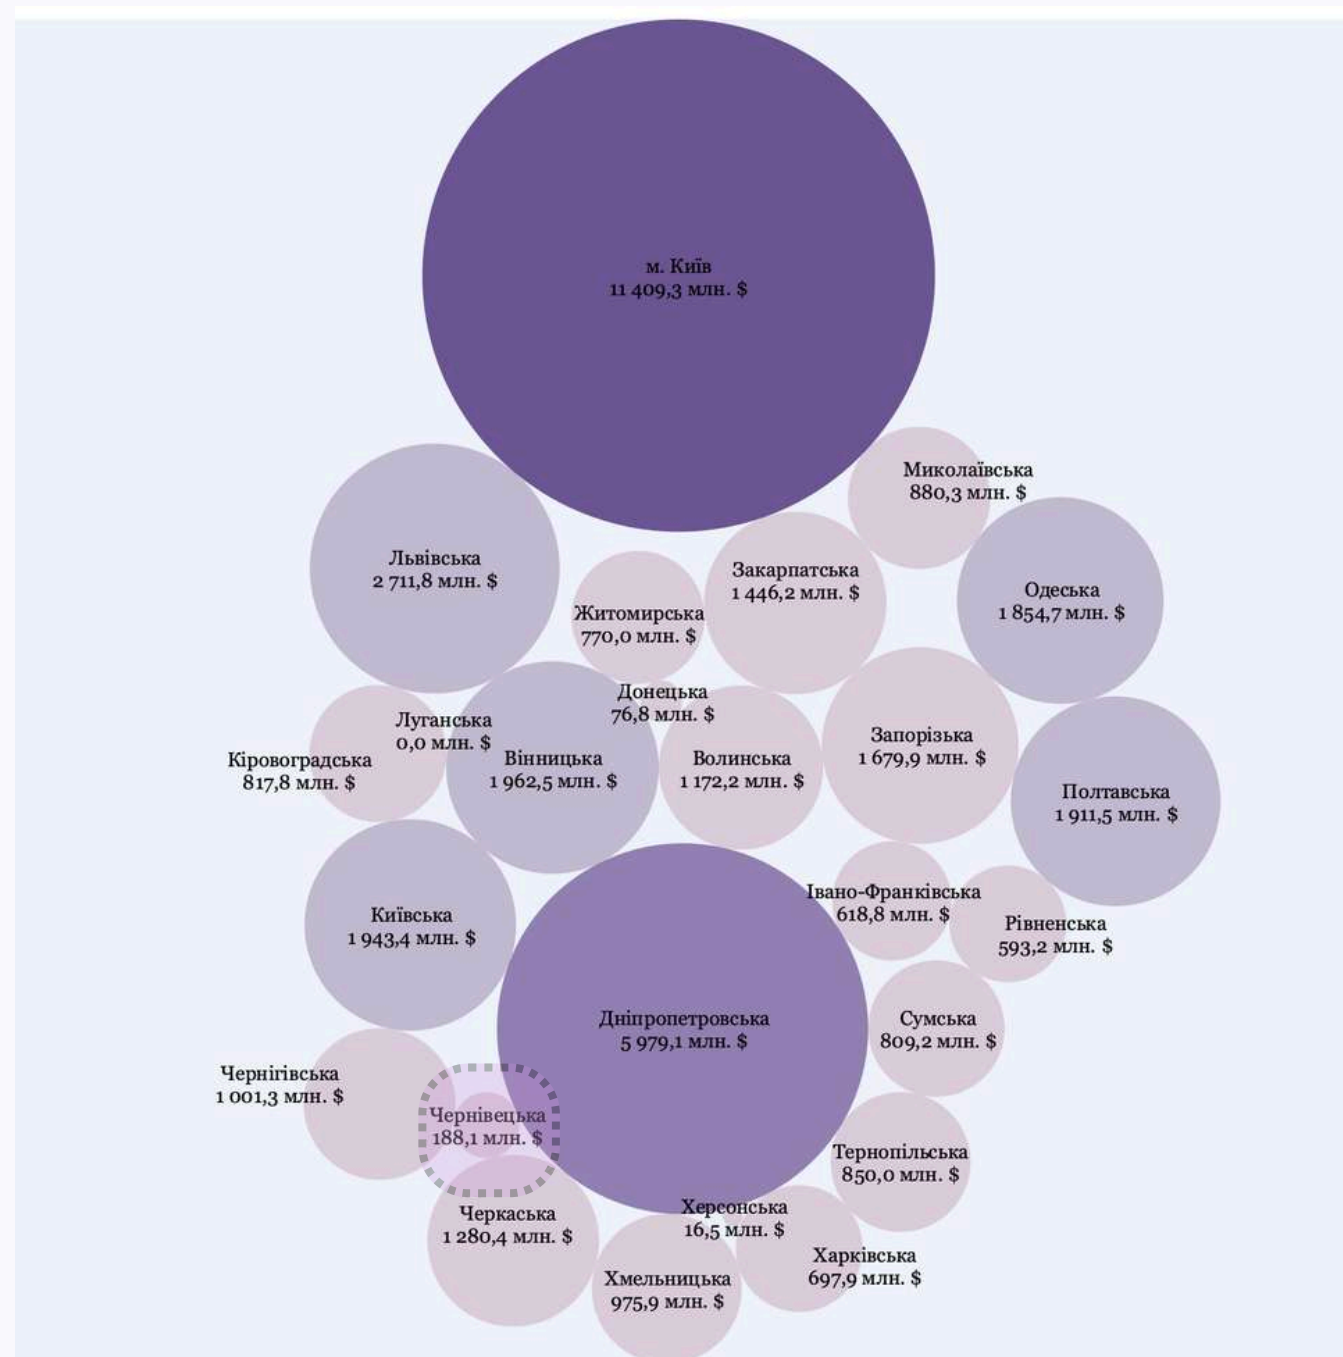 м. Київ
11 409,3 млн. $
Миколаївська
880,3 млн. $
Львівська
2 711,8 млн. $
Закарпатська
1 446,2 млн. $
Одеська
1 854,7 млн. $
Житомирська
770,0 млн. $
Донецька
76,8 млн. $
Луганська
0,0 млн. $
Кіровоградська
817,8 млн. $
Вінницька
1 962,5 млн. $
Волинська
1 172,2 млн. $
Запорізька
1 679,9 млн. $
Полтавська
1 911,5 млн. $
Київська
1 943,4 млн. $
Івано-Франківська
618,8 млн. $
Рівненська
593,2 млн. $
Дніпропетровська
5 979,1 млн. $
Сумська
809,2 млн. $
Чернігівська
1 001,3 млн. $
Чернівецька
188,1 млн. $
Тернопільська
850,0 млн. $
Черкаська
1 280,4 млн. $
Херсонська
16,5 млн. $
Харківська
697,9 млн. $
Хмельницька
975,9 млн. $